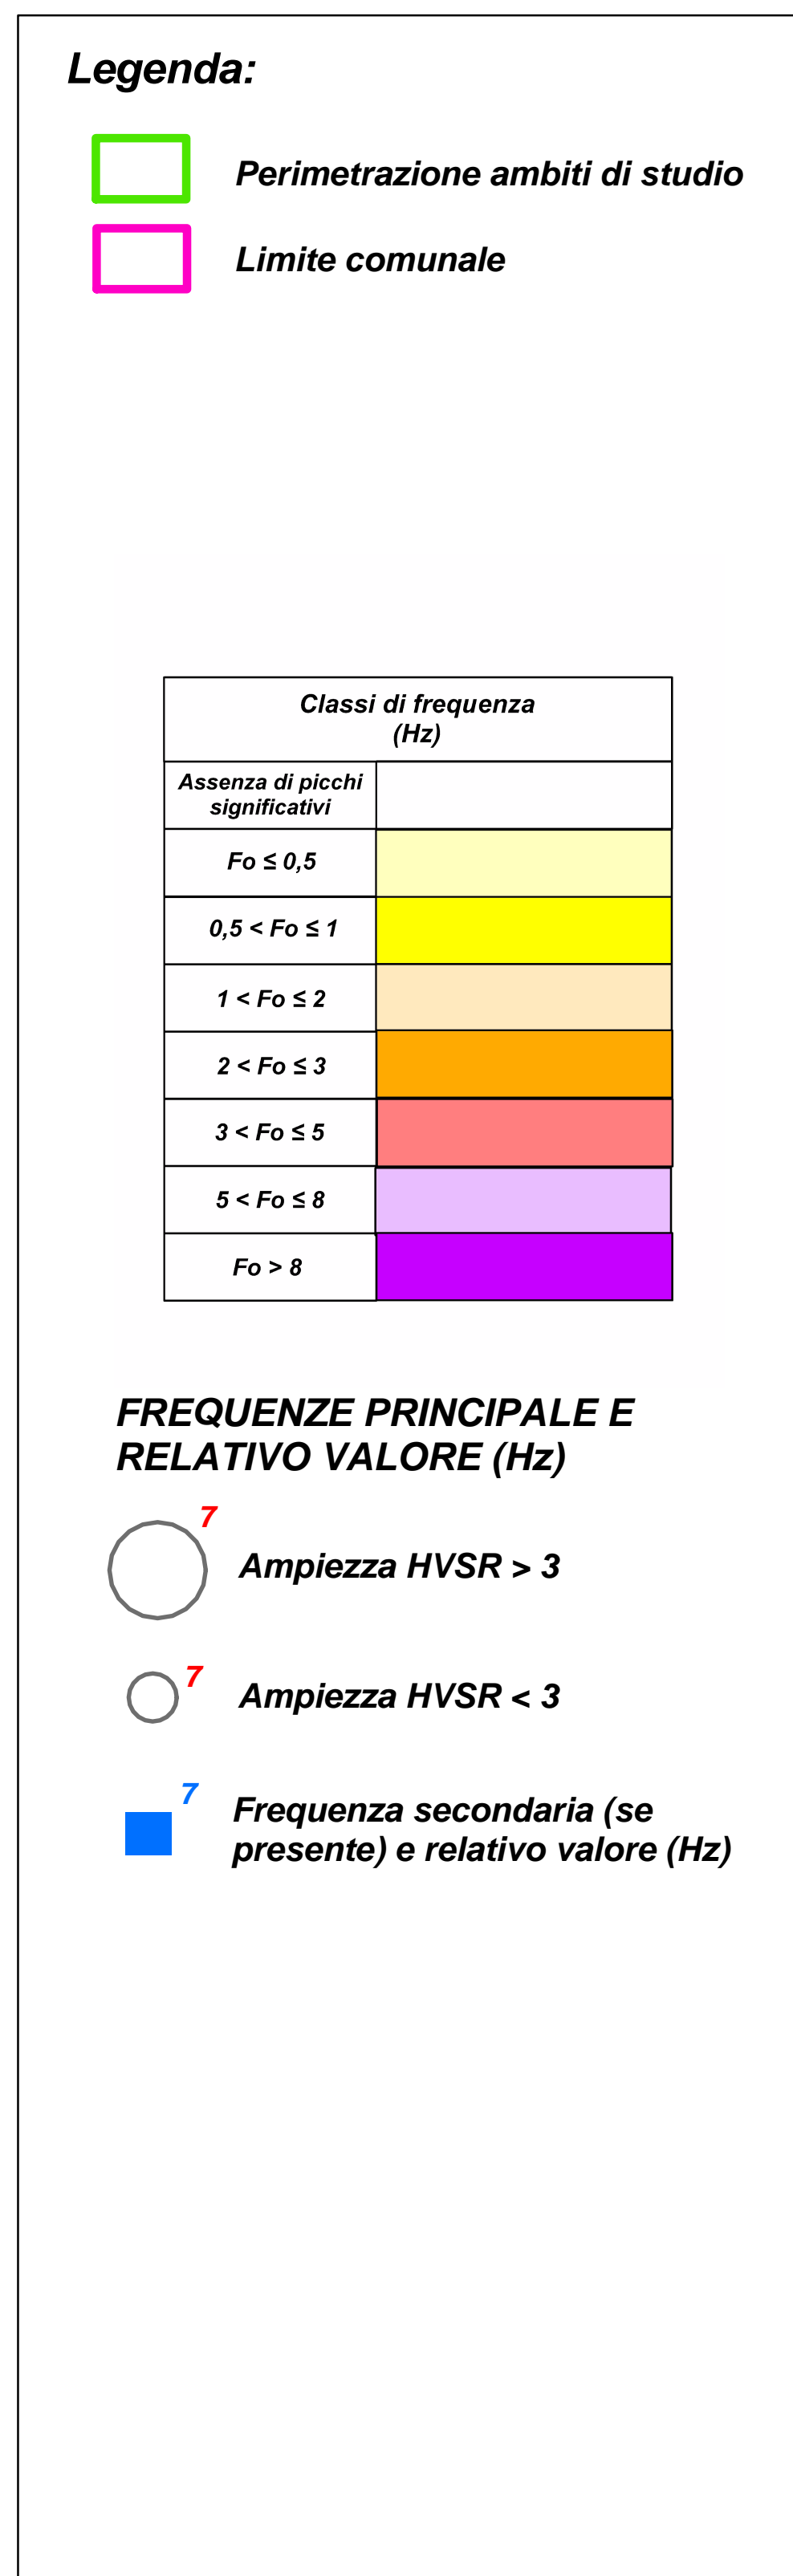 Legenda:
Perimetrazione ambiti di studio
Limite comunale
Classi di frequenza
(Hz)
Assenza di picchi
significativi
Fo ≤ 0,5
0,5 < Fo ≤ 1
1 < Fo ≤ 2
2 < Fo ≤ 3
3 < Fo ≤ 5
5 < Fo ≤ 8
Fo > 8
FREQUENZE PRINCIPALE E
RELATIVO VALORE (Hz)
7
Ampiezza HVSR > 3
7
Ampiezza HVSR < 3
7
Frequenza secondaria (se
presente) e relativo valore (Hz)